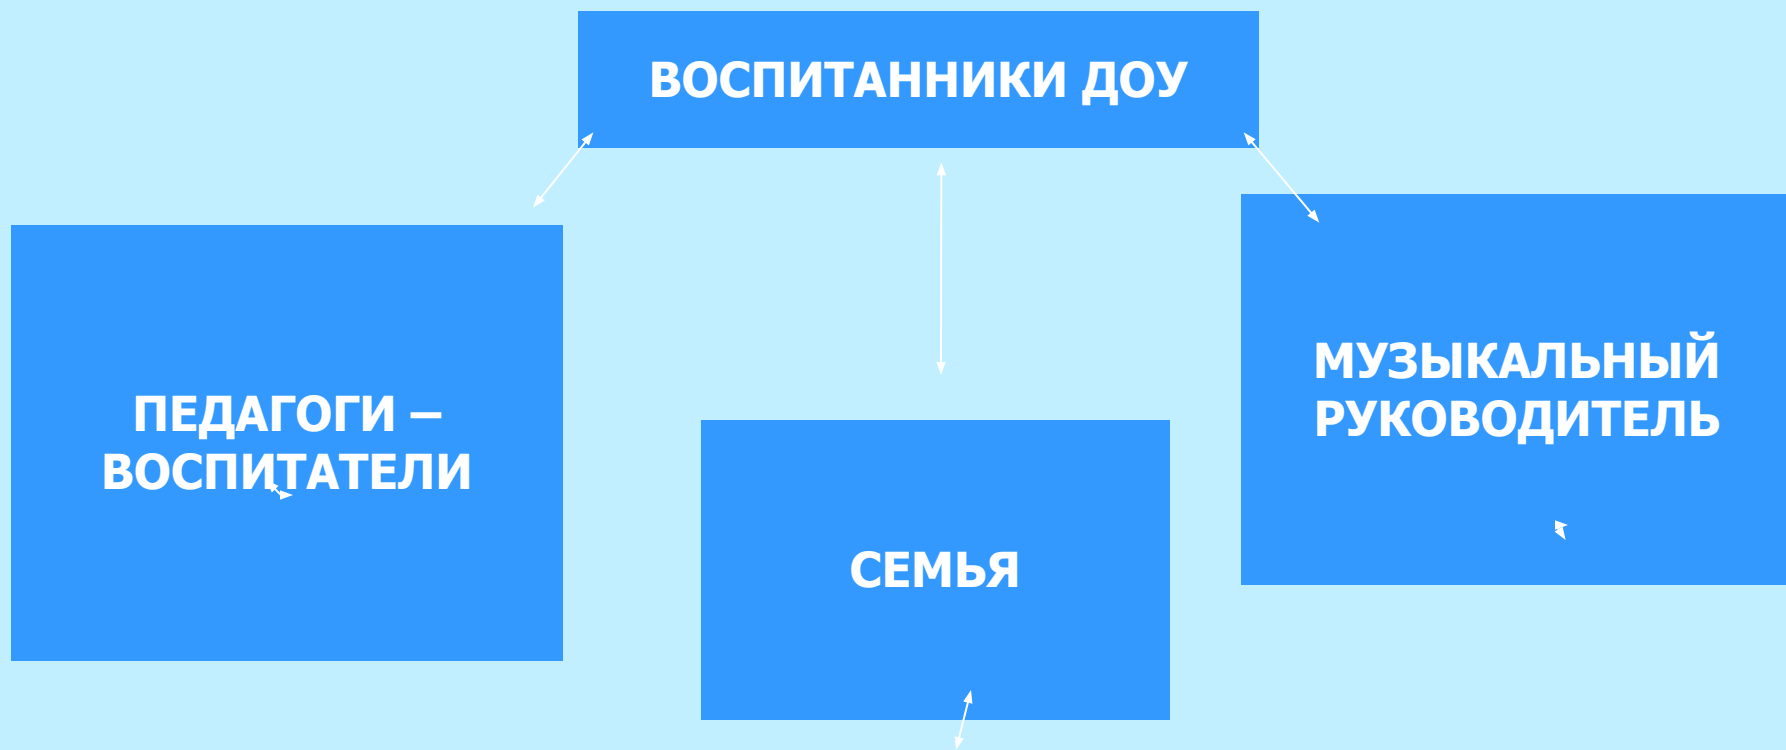 ВОСПИТАННИКИ ДОУ
ПЕДАГОГИ –
ВОСПИТАТЕЛИ
СЕМЬЯ
МУЗЫКАЛЬНЫЙ
РУКОВОДИТЕЛЬ